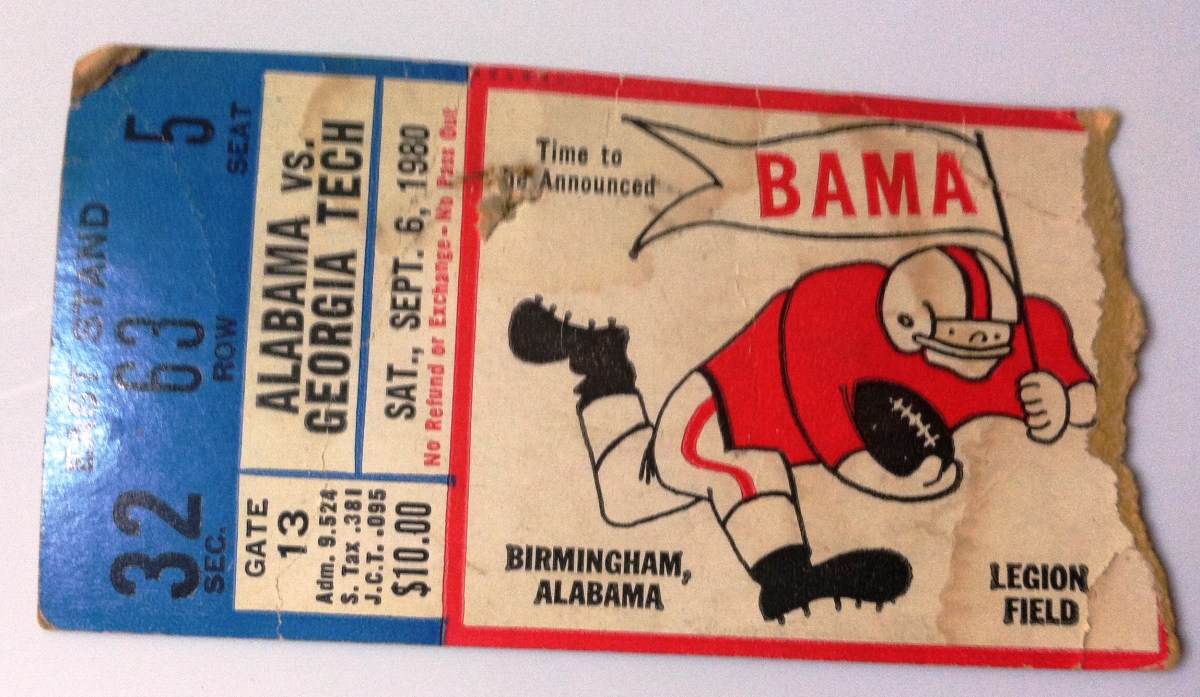 EAST STAND
32 63 5
SEC. ROW SEAT
ALABAMA VS.
GEORGIA TECH
SAT., SEPT. 6, 1980
No Refund or Exchange - No Pass Out
GATE
13
Adm. 9.524
S. Tax .381
J.C.T. .095
$10.00
Time to
Announced
BAMA
BIRMINGHAM,
ALABAMA
LEGION
FIELD